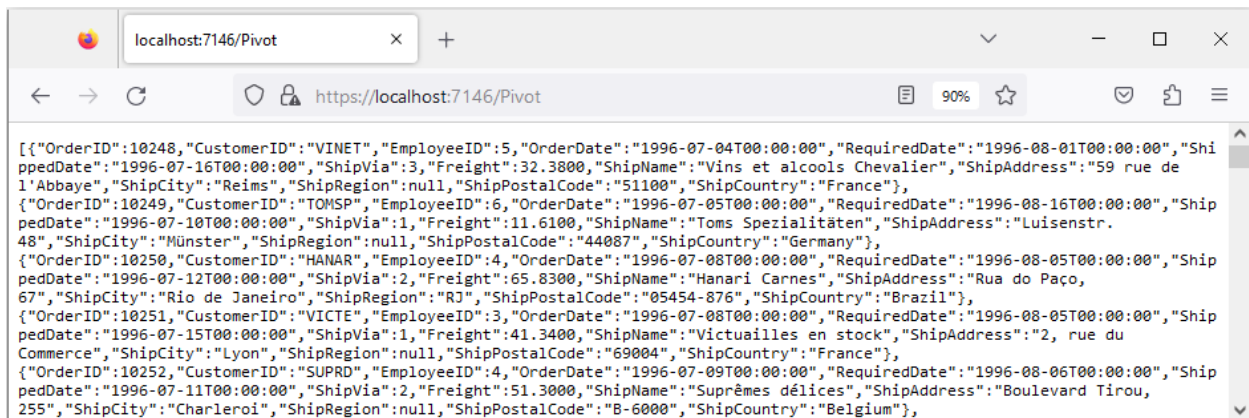 localhost:7146/Pivot
https://localhost:7146/Pivot
90%
[{"OrderID":10248,"CustomerID":"VINET","EmployeeID":5,"OrderDate":"1996-07-04T00:00:00","RequiredDate":"1996-08-01T00:00:00","Shi
ppedDate":"1996-07-16T00:00:00","ShipVia":3,"Freight":32.3800,"ShipName":"Vins et alcools Chevalier","ShipAddress":"59 rue de
l'Abbaye","ShipCity":"Reims","ShipRegion":null,"ShipPostalCode":"51100","ShipCountry":"France"},
{"OrderID":10249,"CustomerID":"TOMSP","EmployeeID":6,"OrderDate":"1996-07-05T00:00:00","RequiredDate":"1996-08-16T00:00:00","Ship
pedDate":"1996-07-10T00:00:00","ShipVia":1,"Freight":11.6100,"ShipName":"Toms Spezialitäten","ShipAddress":"Luisenstr.
48","ShipCity":"Münster","ShipRegion":null,"ShipPostalCode":"44087","ShipCountry":"Germany"},
{"OrderID":10250,"CustomerID":"HANAR","EmployeeID":4,"OrderDate":"1996-07-08T00:00:00","RequiredDate":"1996-08-05T00:00:00","Ship
pedDate":"1996-07-12T00:00:00","ShipVia":2,"Freight":65.8300,"ShipName":"Hanari Carnes","ShipAddress":"Rua do Paço,
67","ShipCity":"Rio de Janeiro","ShipRegion":"RJ","ShipPostalCode":"05454-876","ShipCountry":"Brazil"},
{"OrderID":10251,"CustomerID":"VICTE","EmployeeID":3,"OrderDate":"1996-07-08T00:00:00","RequiredDate":"1996-08-05T00:00:00","Ship
pedDate":"1996-07-15T00:00:00","ShipVia":1,"Freight":41.3400,"ShipName":"Victuailles en stock","ShipAddress":"2, rue du
Commerce","ShipCity":"Lyon","ShipRegion":null,"ShipPostalCode":"69004","ShipCountry":"France"},
{"OrderID":10252,"CustomerID":"SUPRD","EmployeeID":4,"OrderDate":"1996-07-09T00:00:00","RequiredDate":"1996-08-06T00:00:00","Ship
pedDate":"1996-07-11T00:00:00","ShipVia":2,"Freight":51.3000,"ShipName":"Suprêmes délices","ShipAddress":"Boulevard Tirou,
255","ShipCity":"Charleroi","ShipRegion":null,"ShipPostalCode":"B-6000","ShipCountry":"Belgium"},